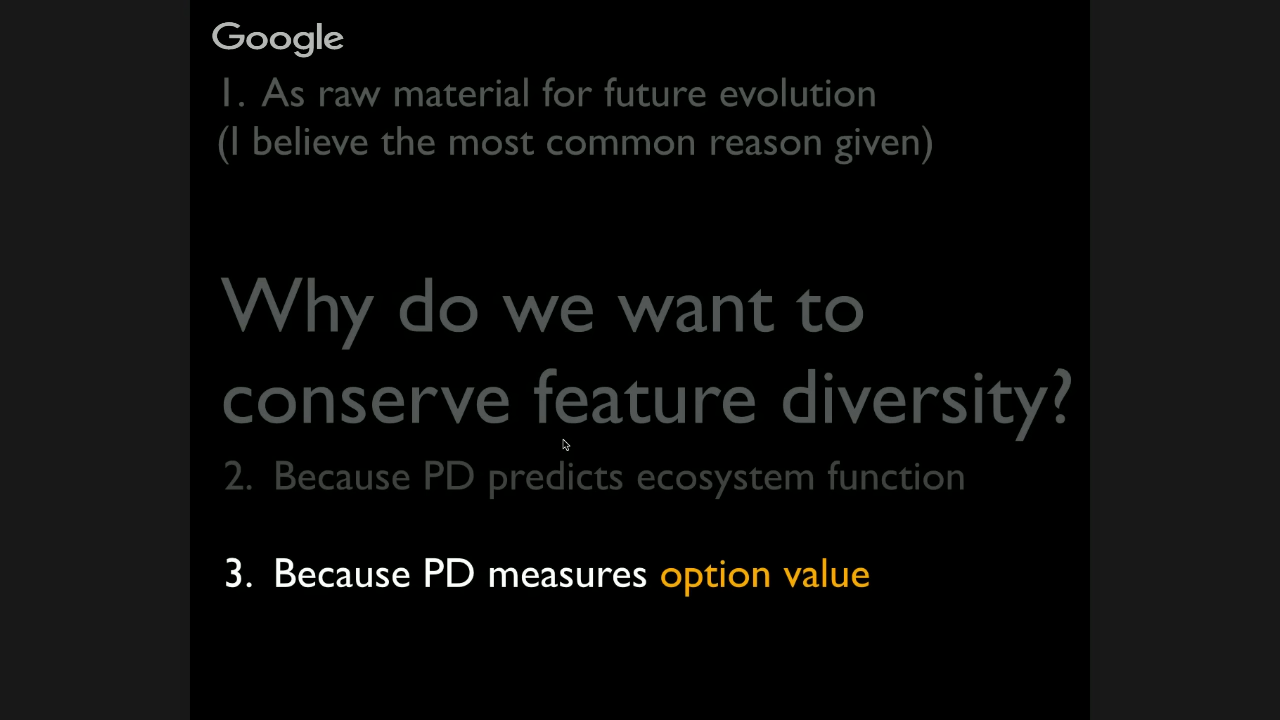 Google
1. As raw material for future evolution
(I believe the most common reason given)
Why do we want to
conserve feature diversity?
2. Because PD predicts ecosystem function
3. Because PD measures option value